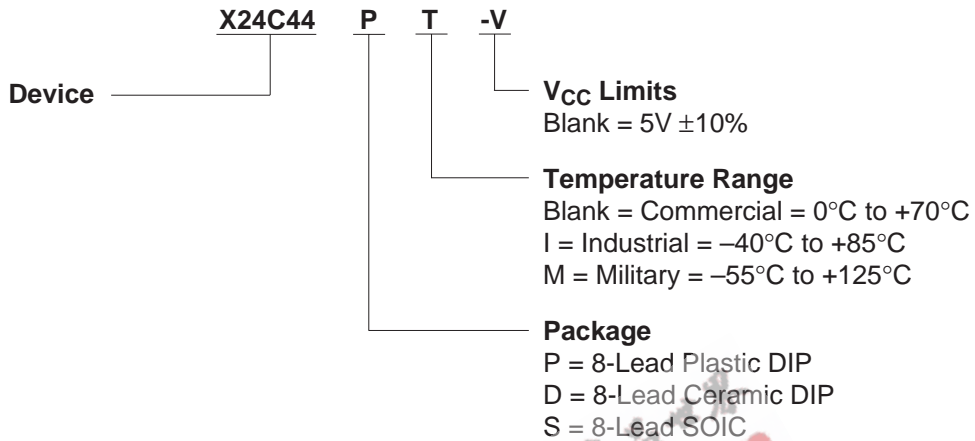 X24C44 P T -V
Device
VCC Limits
Blank = 5V ±10%
Temperature Range
Blank = Commercial = 0°C to +70°C
I = Industrial = –40°C to +85°C
M = Military = –55°C to +125°C
Package
P = 8-Lead Plastic DIP
D = 8-Lead Ceramic DIP
S = 8-Lead SOIC